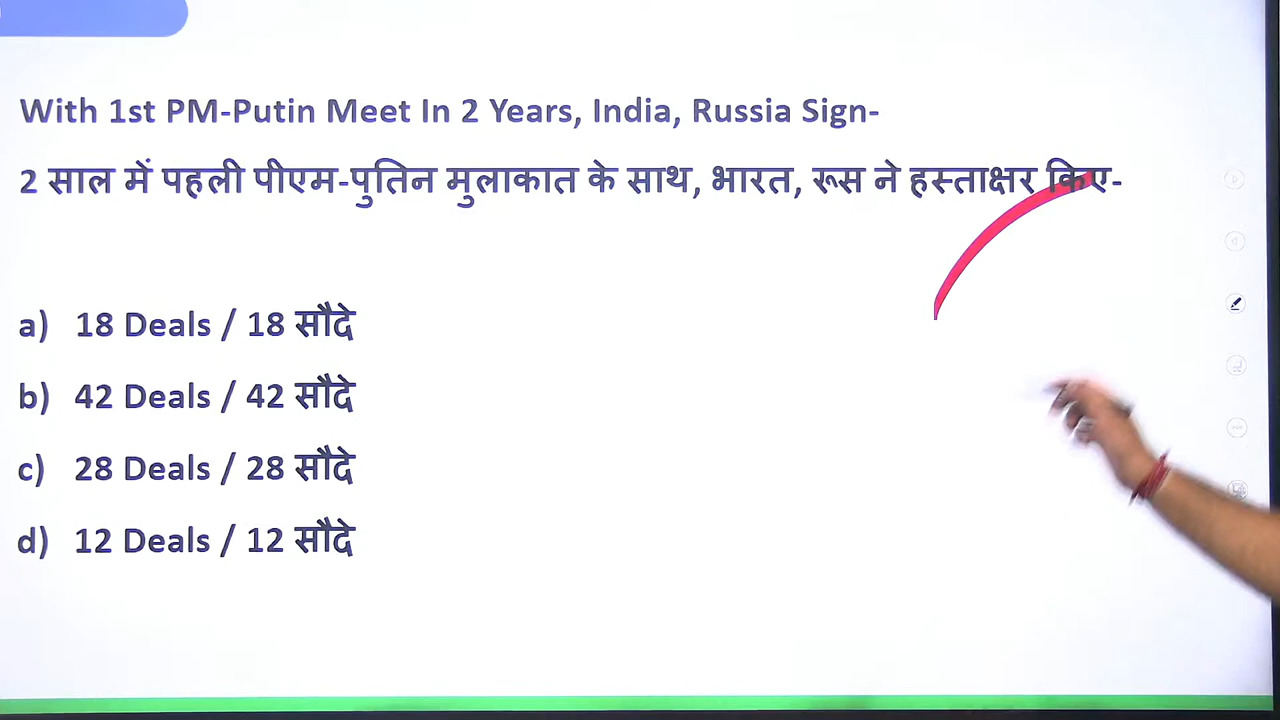 With 1st PM-Putin Meet In 2 Years, India, Russia Sign-
2 साल में पहली पीएम-पुतिन मुलाकात के साथ, भारत, रूस ने हस्ताक्षर किए-
a) 18 Deals / 18 सौदे
b) 42 Deals / 42 सौदे
c) 28 Deals / 28 सौदे
d) 12 Deals / 12 सौदे